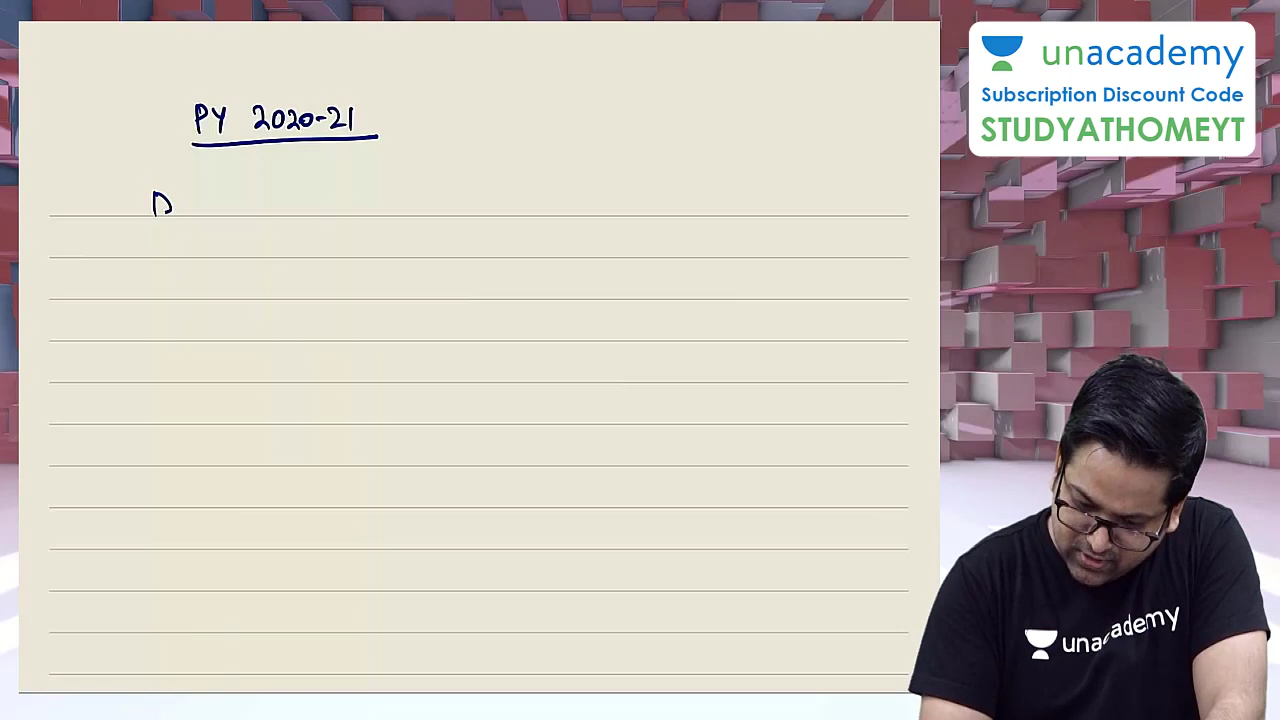 PY 2020-21
D
unacademy
Subscription Discount Code
STUDYATHOMEYT
unacademy